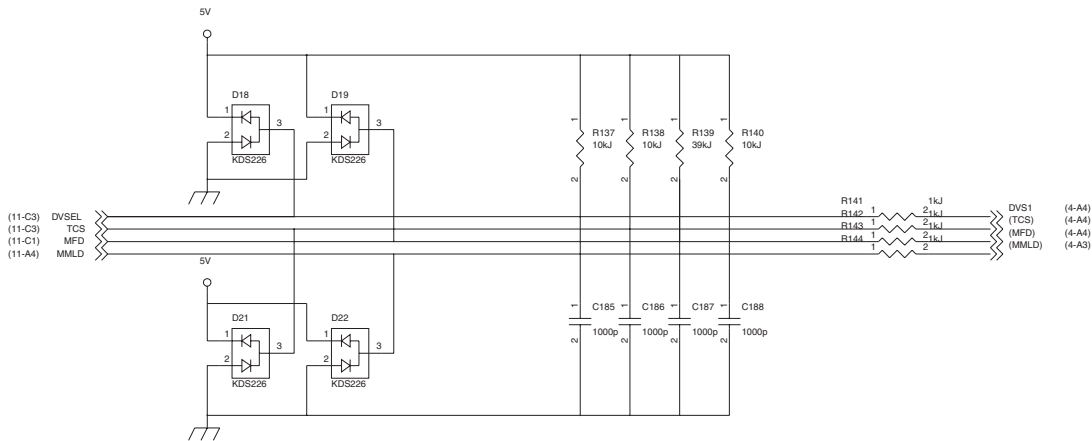 5V
D18
D19
1
1
3
3
2
2
KDS226
KDS226
1
1
1
1
R137
10kJ
R138
10kJ
R139
39kJ
R140
10kJ
2
2
2
2
(11-C3) DVSEL
(11-C3) TCS
(11-C1) MFD
(11-A4) MMLD
R141 1 2 1kJ
R142 1 2 1kJ
R143 1 2 1kJ
R144 1 2 1kJ
DVS1 (4-A4)
(TCS) (4-A4)
(MFD) (4-A4)
(MMLD) (4-A3)
5V
D21
D22
1
1
3
3
2
2
KDS226
KDS226
1
1
1
1
C185
1000p
C186
1000p
C187
1000p
C188
1000p
2
2
2
2